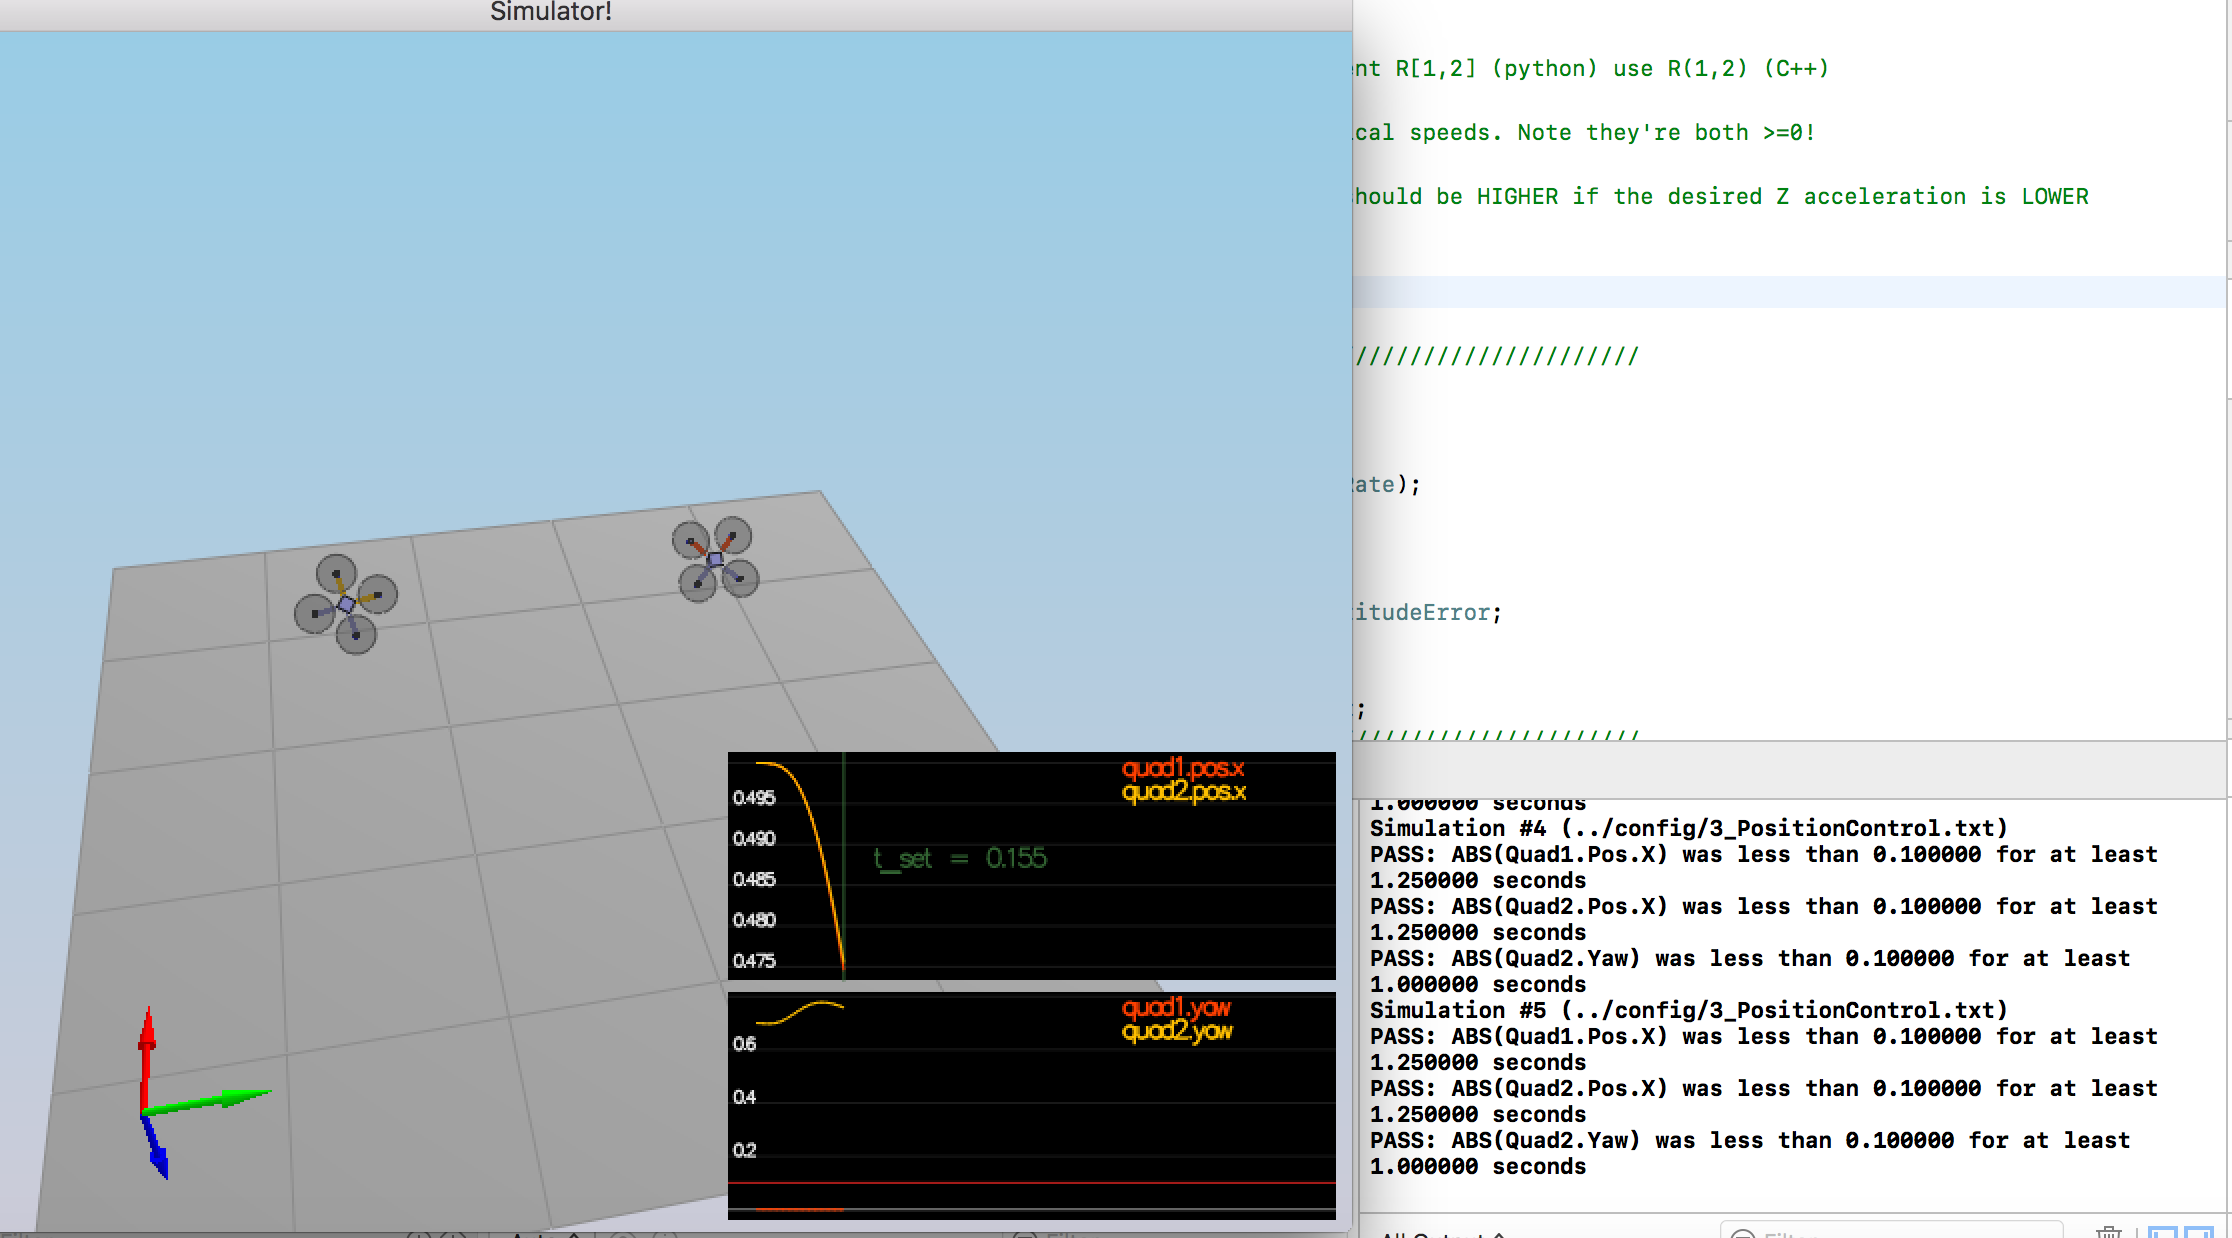 Simulator!
nt R[1,2] (python) use R(1,2) (C++)
cal speeds. Note they're both >=0!
hould be HIGHER if the desired Z acceleration is LOWER
/////////////////////
ate);
itudeError;
;
/////////////////////
quad1.pos.x
quad2.pos.x
0.495
0.490
t_set = 0.155
0.485
0.480
0.475
quad1.yaw
quad2.yaw
0.6
0.4
0.2
1.000000 seconds
Simulation #4 (../config/3_PositionControl.txt)
PASS: ABS(Quad1.Pos.X) was less than 0.100000 for at least
1.250000 seconds
PASS: ABS(Quad2.Pos.X) was less than 0.100000 for at least
1.250000 seconds
PASS: ABS(Quad2.Yaw) was less than 0.100000 for at least
1.000000 seconds
Simulation #5 (../config/3_PositionControl.txt)
PASS: ABS(Quad1.Pos.X) was less than 0.100000 for at least
1.250000 seconds
PASS: ABS(Quad2.Pos.X) was less than 0.100000 for at least
1.250000 seconds
PASS: ABS(Quad2.Yaw) was less than 0.100000 for at least
1.000000 seconds